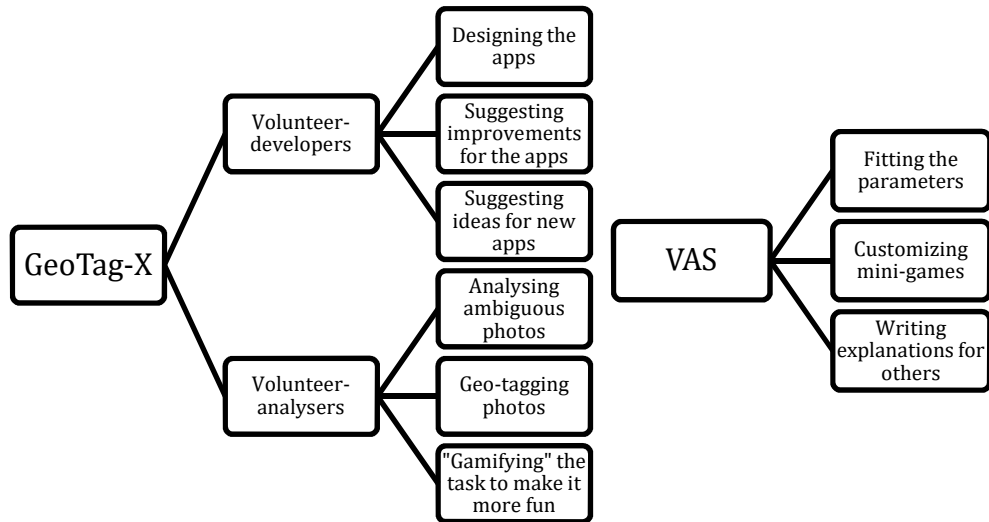 GeoTag-X
Volunteer-
developers
Designing the
apps
Suggesting
improvements
for the apps
Suggesting
ideas for new
apps
Volunteer-
analysers
Analysing
ambiguous
photos
Geo-tagging
photos
"Gamifying" the
task to make it
more fun
VAS
Fitting the
parameters
Customizing
mini-games
Writing
explanations for
others